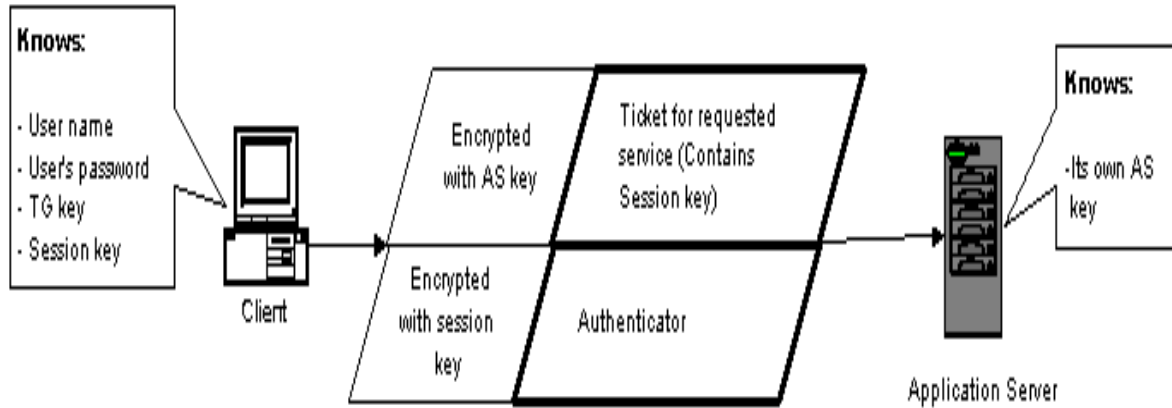 Knows:
- User name
- User's password
- TG key
- Session key
Client
Encrypted
with AS key
Ticket for requested
service (Contains
Session key)
Encrypted
with session
key
Authenticator
Knows:
-Its own AS
key
Application Server